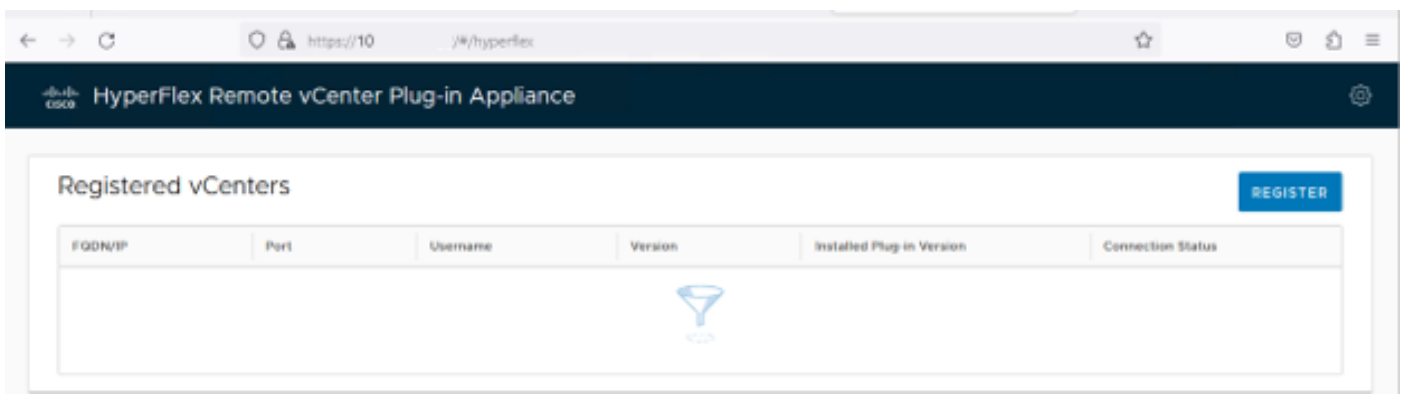 https://10 /#/hyperflex
CISCO HyperFlex Remote vCenter Plug-in Appliance
Registered vCenters
REGISTER
FQDN/IP Port Username Version Installed Plug-in Version Connection Status